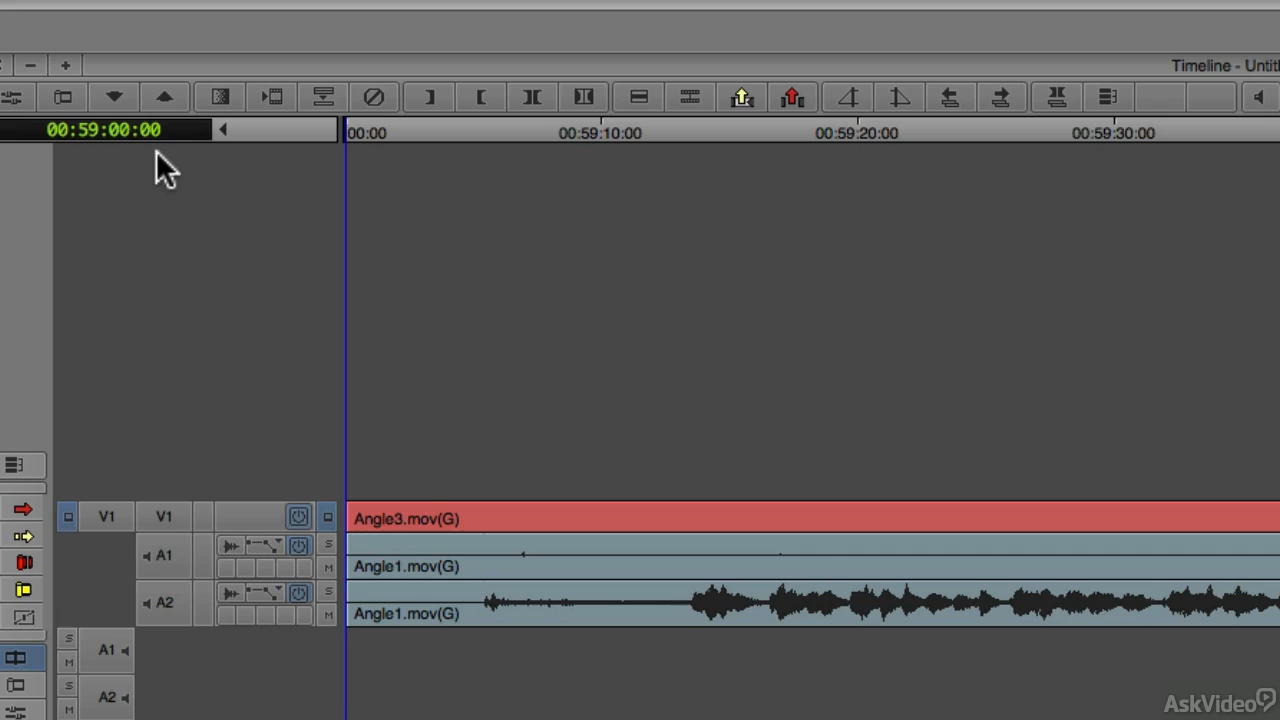 Timeline - Untit
00:59:00:00
00:00
00:59:10:00
00:59:20:00
00:59:30:00
V1
V1
Angle3.mov(G)
A1
S
M
Angle1.mov(G)
A2
S
M
Angle1.mov(G)
S
M
A1
S
M
A2
AskVideo